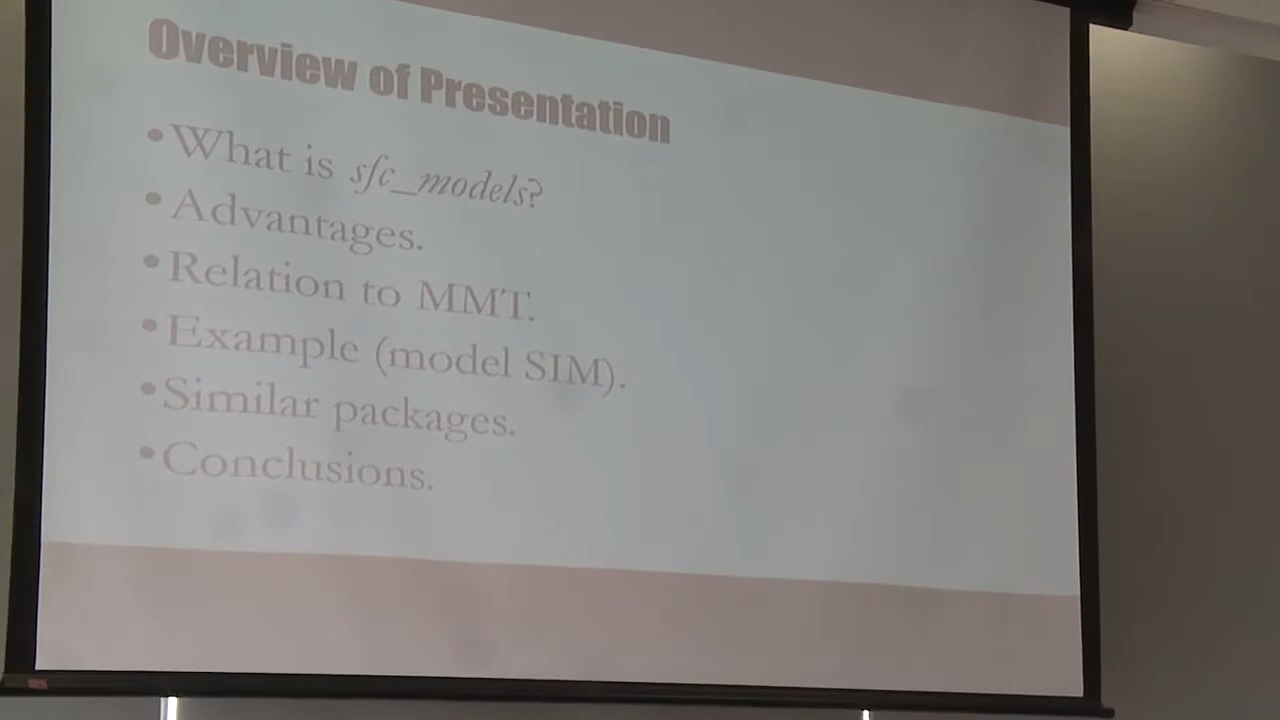 Overview of Presentation
•What is sfc_models?
•Advantages.
•Relation to MMT.
•Example (model SIM).
•Similar packages.
•Conclusions.